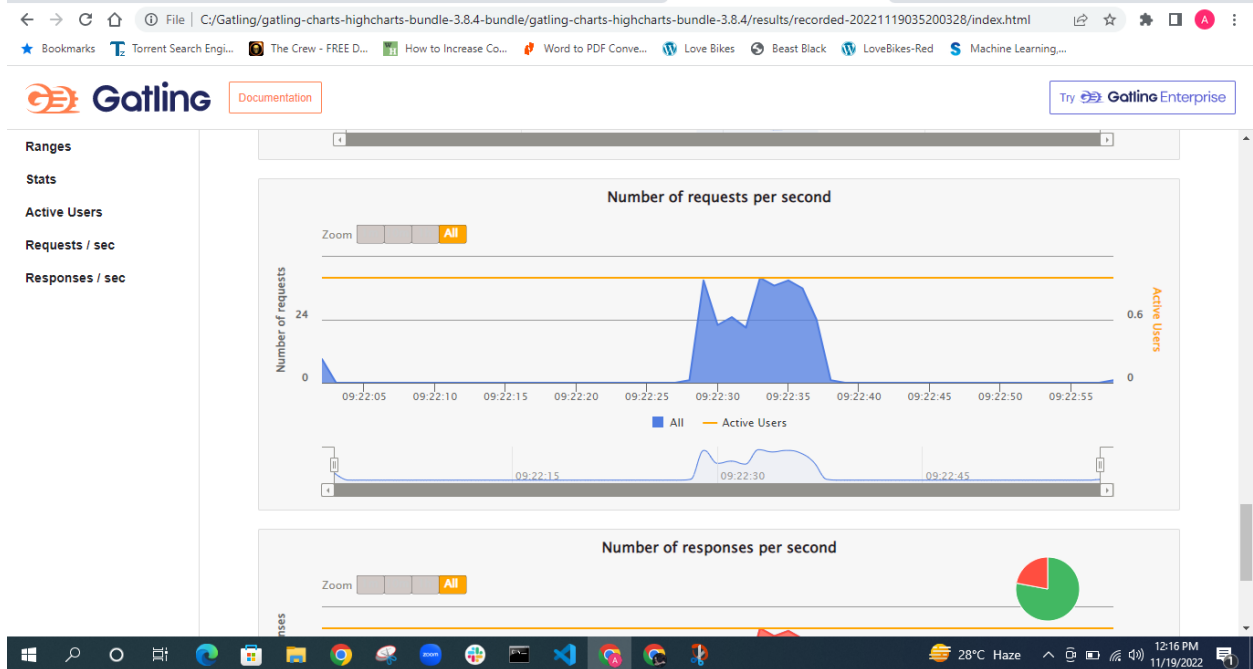 File | C:/Gatling/gatling-charts-highcharts-bundle-3.8.4-bundle/gatling-charts-highcharts-bundle-3.8.4/results/recorded-20221119035200328/index.html
A
Bookmarks Torrent Search Engi... The Crew - FREE D... How to Increase Co... Word to PDF Conve... Love Bikes Beast Black LoveBikes-Red Machine Learning,...
Gatling Documentation Try Gatling Enterprise
Ranges
Stats
Active Users
Requests / sec
Responses / sec
Number of requests per second
Zoom All
Number of requests
24
0
0.6
0
Active Users
09:22:05 09:22:10 09:22:15 09:22:20 09:22:25 09:22:30 09:22:35 09:22:40 09:22:45 09:22:50 09:22:55
All Active Users
09:22:15 09:22:30 09:22:45
Number of responses per second
Zoom All
zoom
28°C Haze
12:16 PM
11/19/2022
1